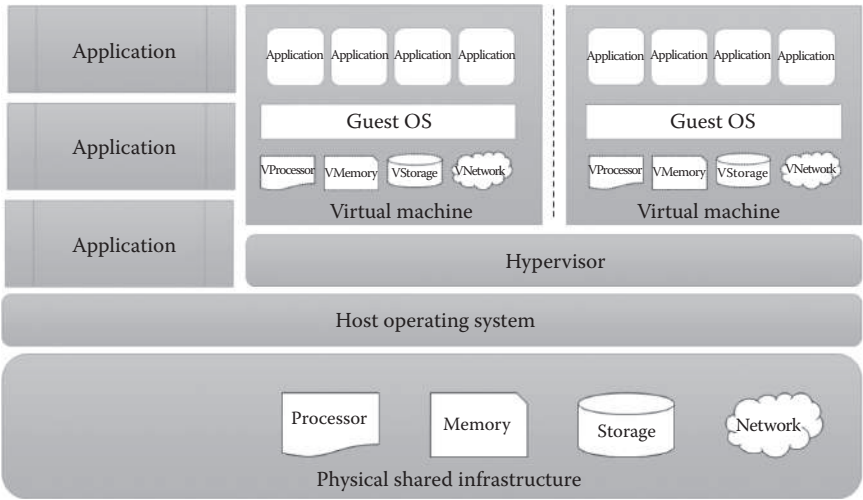 Application
Application
Application
Application Application Application Application
Guest OS
VProcessor VMemory VStorage VNetwork
Virtual machine
Application Application Application Application
Guest OS
VProcessor VMemory VStorage VNetwork
Virtual machine
Hypervisor
Host operating system
Processor Memory Storage Network
Physical shared infrastructure